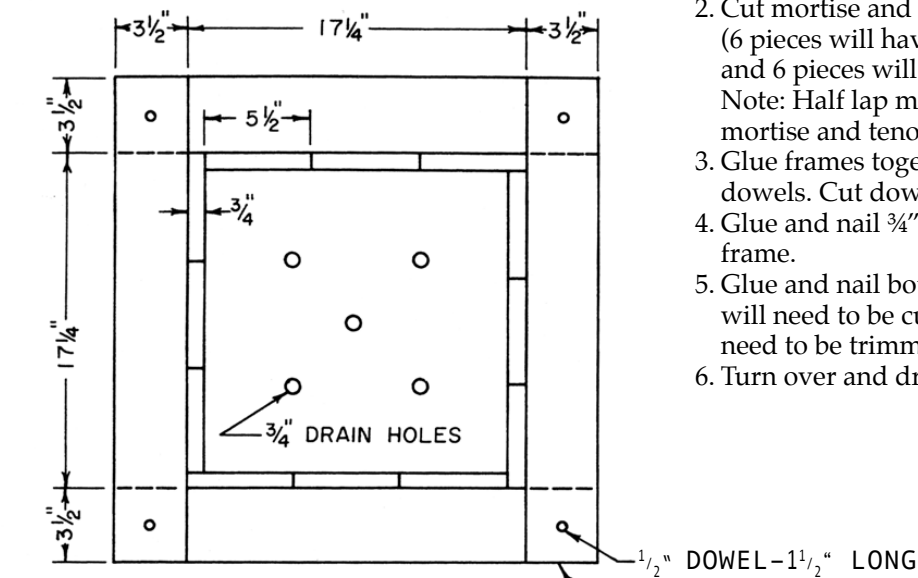 3½" 17¼" 3½"
3½"
5½"
¾"
17¼"
¾" DRAIN HOLES
3½"
½" DOWEL-1½" LONG
2. Cut mortise and
(6 pieces will hav
and 6 pieces will
Note: Half lap m
mortise and teno
3. Glue frames toge
dowels. Cut dow
4. Glue and nail ¾"
frame.
5. Glue and nail bo
will need to be cu
need to be trimm
6. Turn over and dr